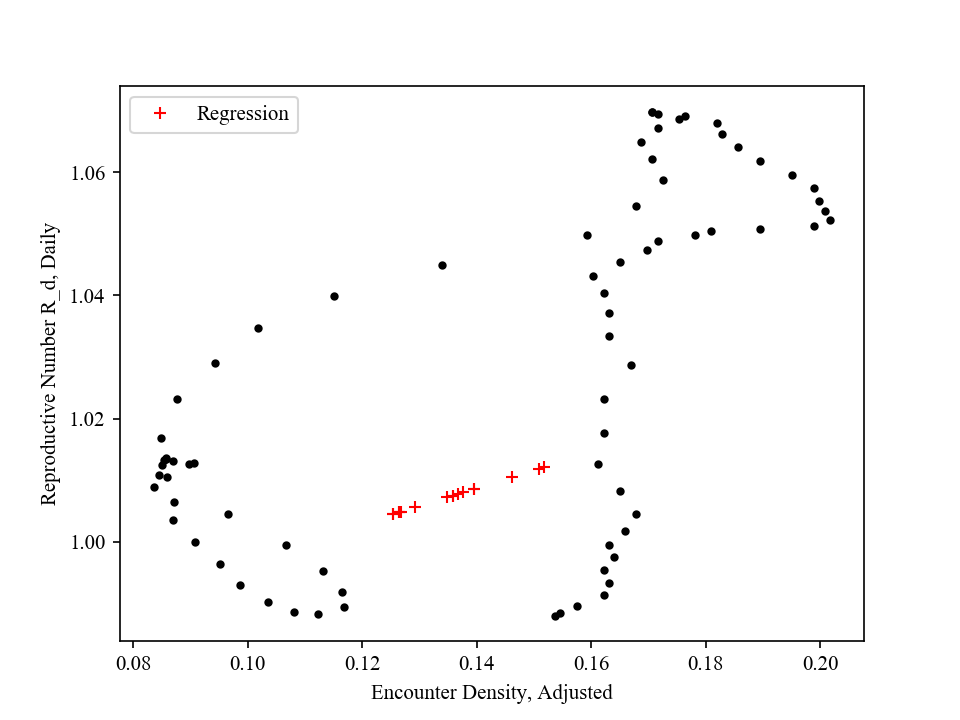 Regression
1.06
1.04
1.02
1.00
Reproductive Number R_d, Daily
0.08 0.10 0.12 0.14 0.16 0.18 0.20
Encounter Density, Adjusted